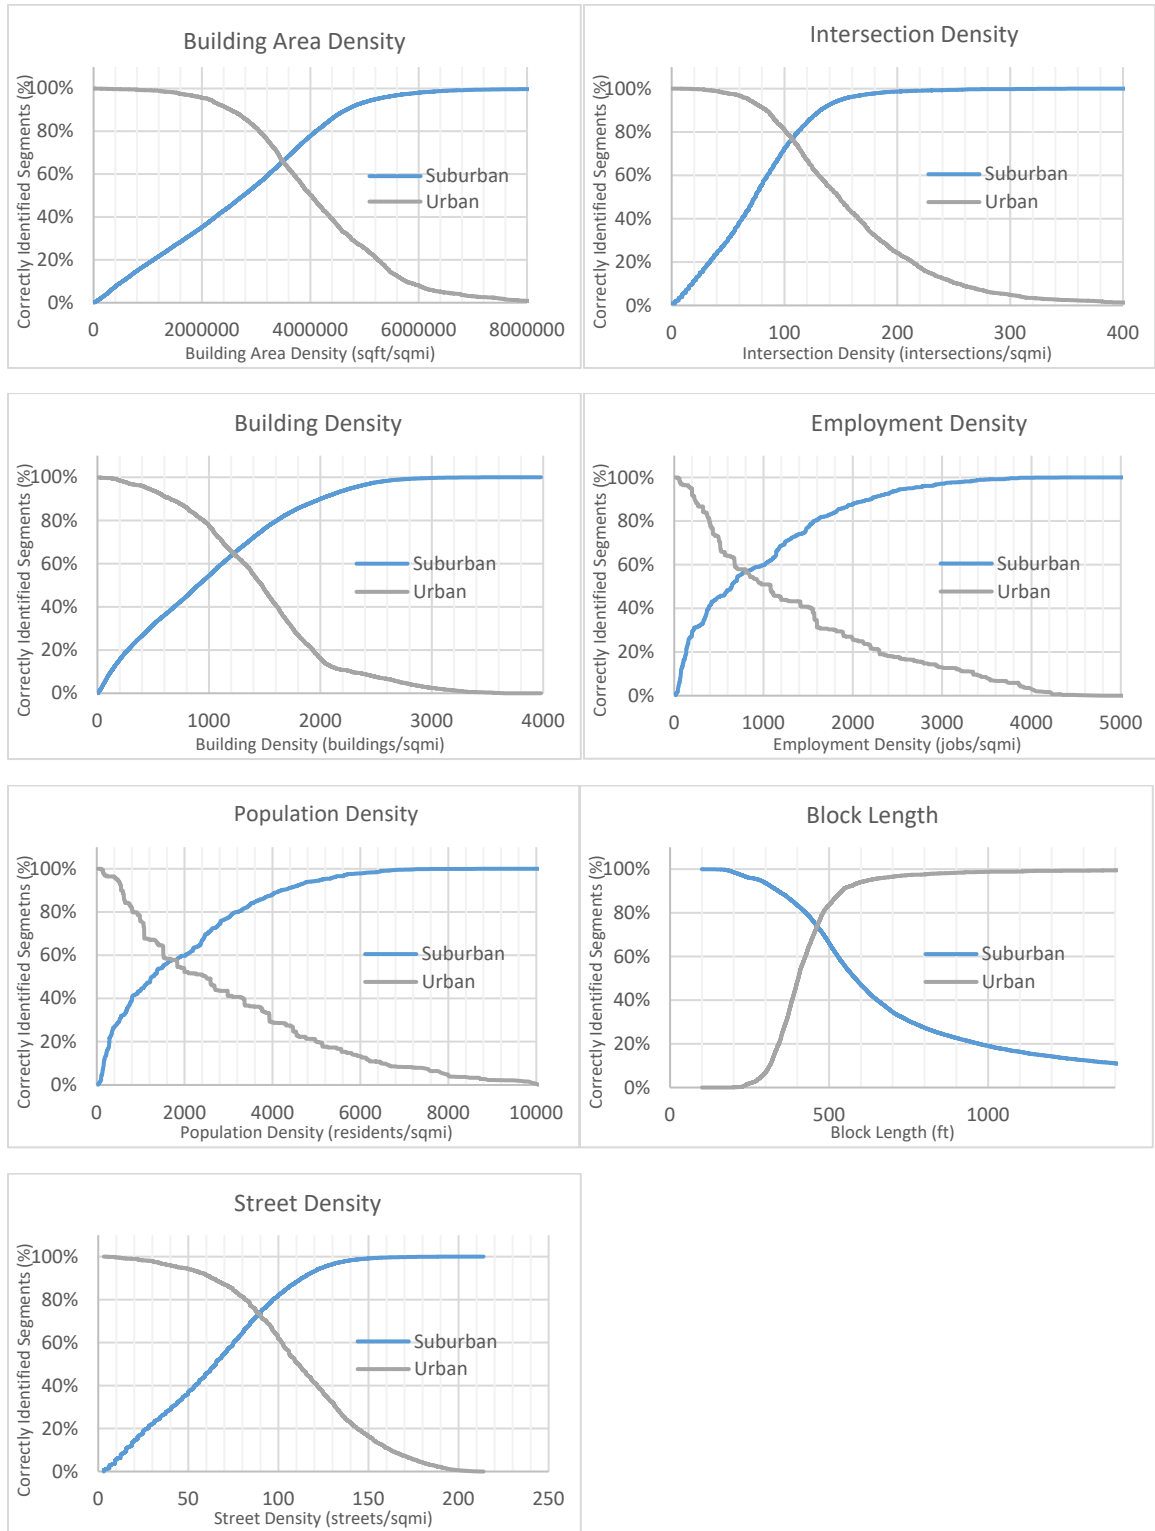 Building Area Density
Correctly Identified Segments (%)
100%
80%
60%
40%
20%
0%
Suburban
Urban
0 2000000 4000000 6000000 8000000
Building Area Density (sqft/sqmi)
Intersection Density
Correctly Identified Segments (%)
100%
80%
60%
40%
20%
0%
Suburban
Urban
0 100 200 300 400
Intersection Density (intersections/sqmi)
Building Density
Correctly Identified Segments (%)
100%
80%
60%
40%
20%
0%
Suburban
Urban
0 1000 2000 3000 4000
Building Density (buildings/sqmi)
Employment Density
Correctly Identified Segments (%)
100%
80%
60%
40%
20%
0%
Suburban
Urban
0 1000 2000 3000 4000 5000
Employment Density (jobs/sqmi)
Population Density
Correctly Identified Segmetns (%)
100%
80%
60%
40%
20%
0%
Suburban
Urban
0 2000 4000 6000 8000 10000
Population Density (residents/sqmi)
Block Length
Correctly Identified Segments (%)
100%
80%
60%
40%
20%
0%
Suburban
Urban
0 500 1000
Block Length (ft)
Street Density
Correctly Identified Segments (%)
100%
80%
60%
40%
20%
0%
Suburban
Urban
0 50 100 150 200 250
Street Density (streets/sqmi)